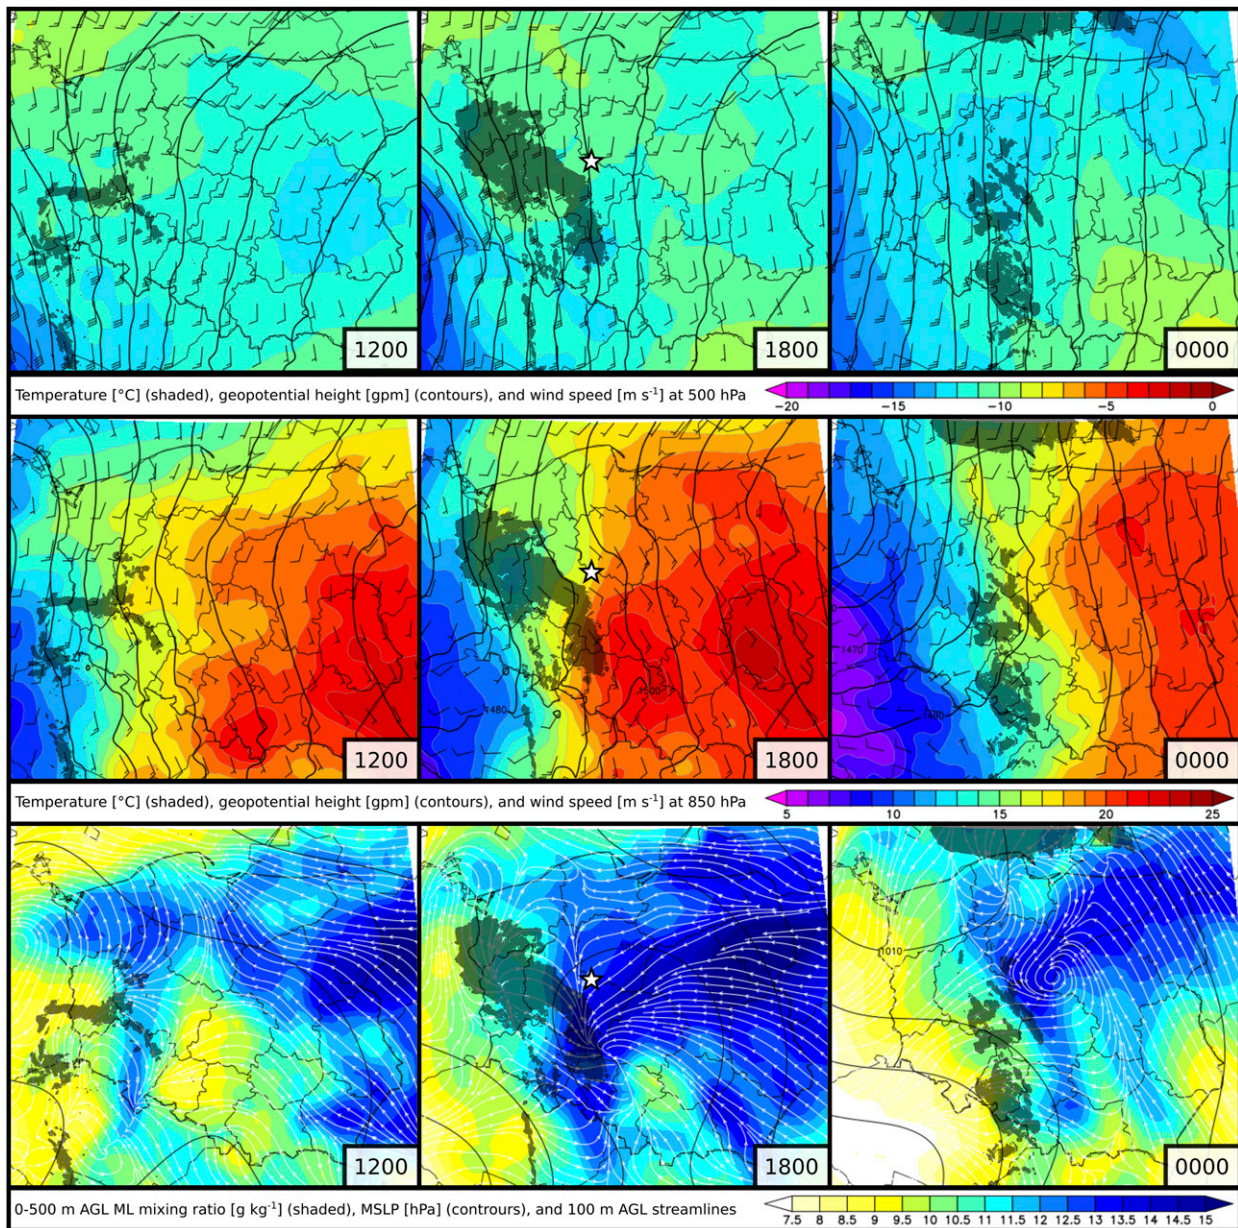 1200
1800
0000
Temperature [°C] (shaded), geopotential height [gpm] (contours), and wind speed [m s⁻¹] at 500 hPa
−20 −15 −10 −5 0
1480
1500
1470
1200
1800
0000
Temperature [°C] (shaded), geopotential height [gpm] (contours), and wind speed [m s⁻¹] at 850 hPa
5 10 15 20 25
1010
1200
1800
0000
0-500 m AGL ML mixing ratio [g kg⁻¹] (shaded), MSLP [hPa] (contours), and 100 m AGL streamlines
7.5 8 8.5 9 9.5 10 10.5 11 11.5 12 12.5 13 13.5 14 14.5 15